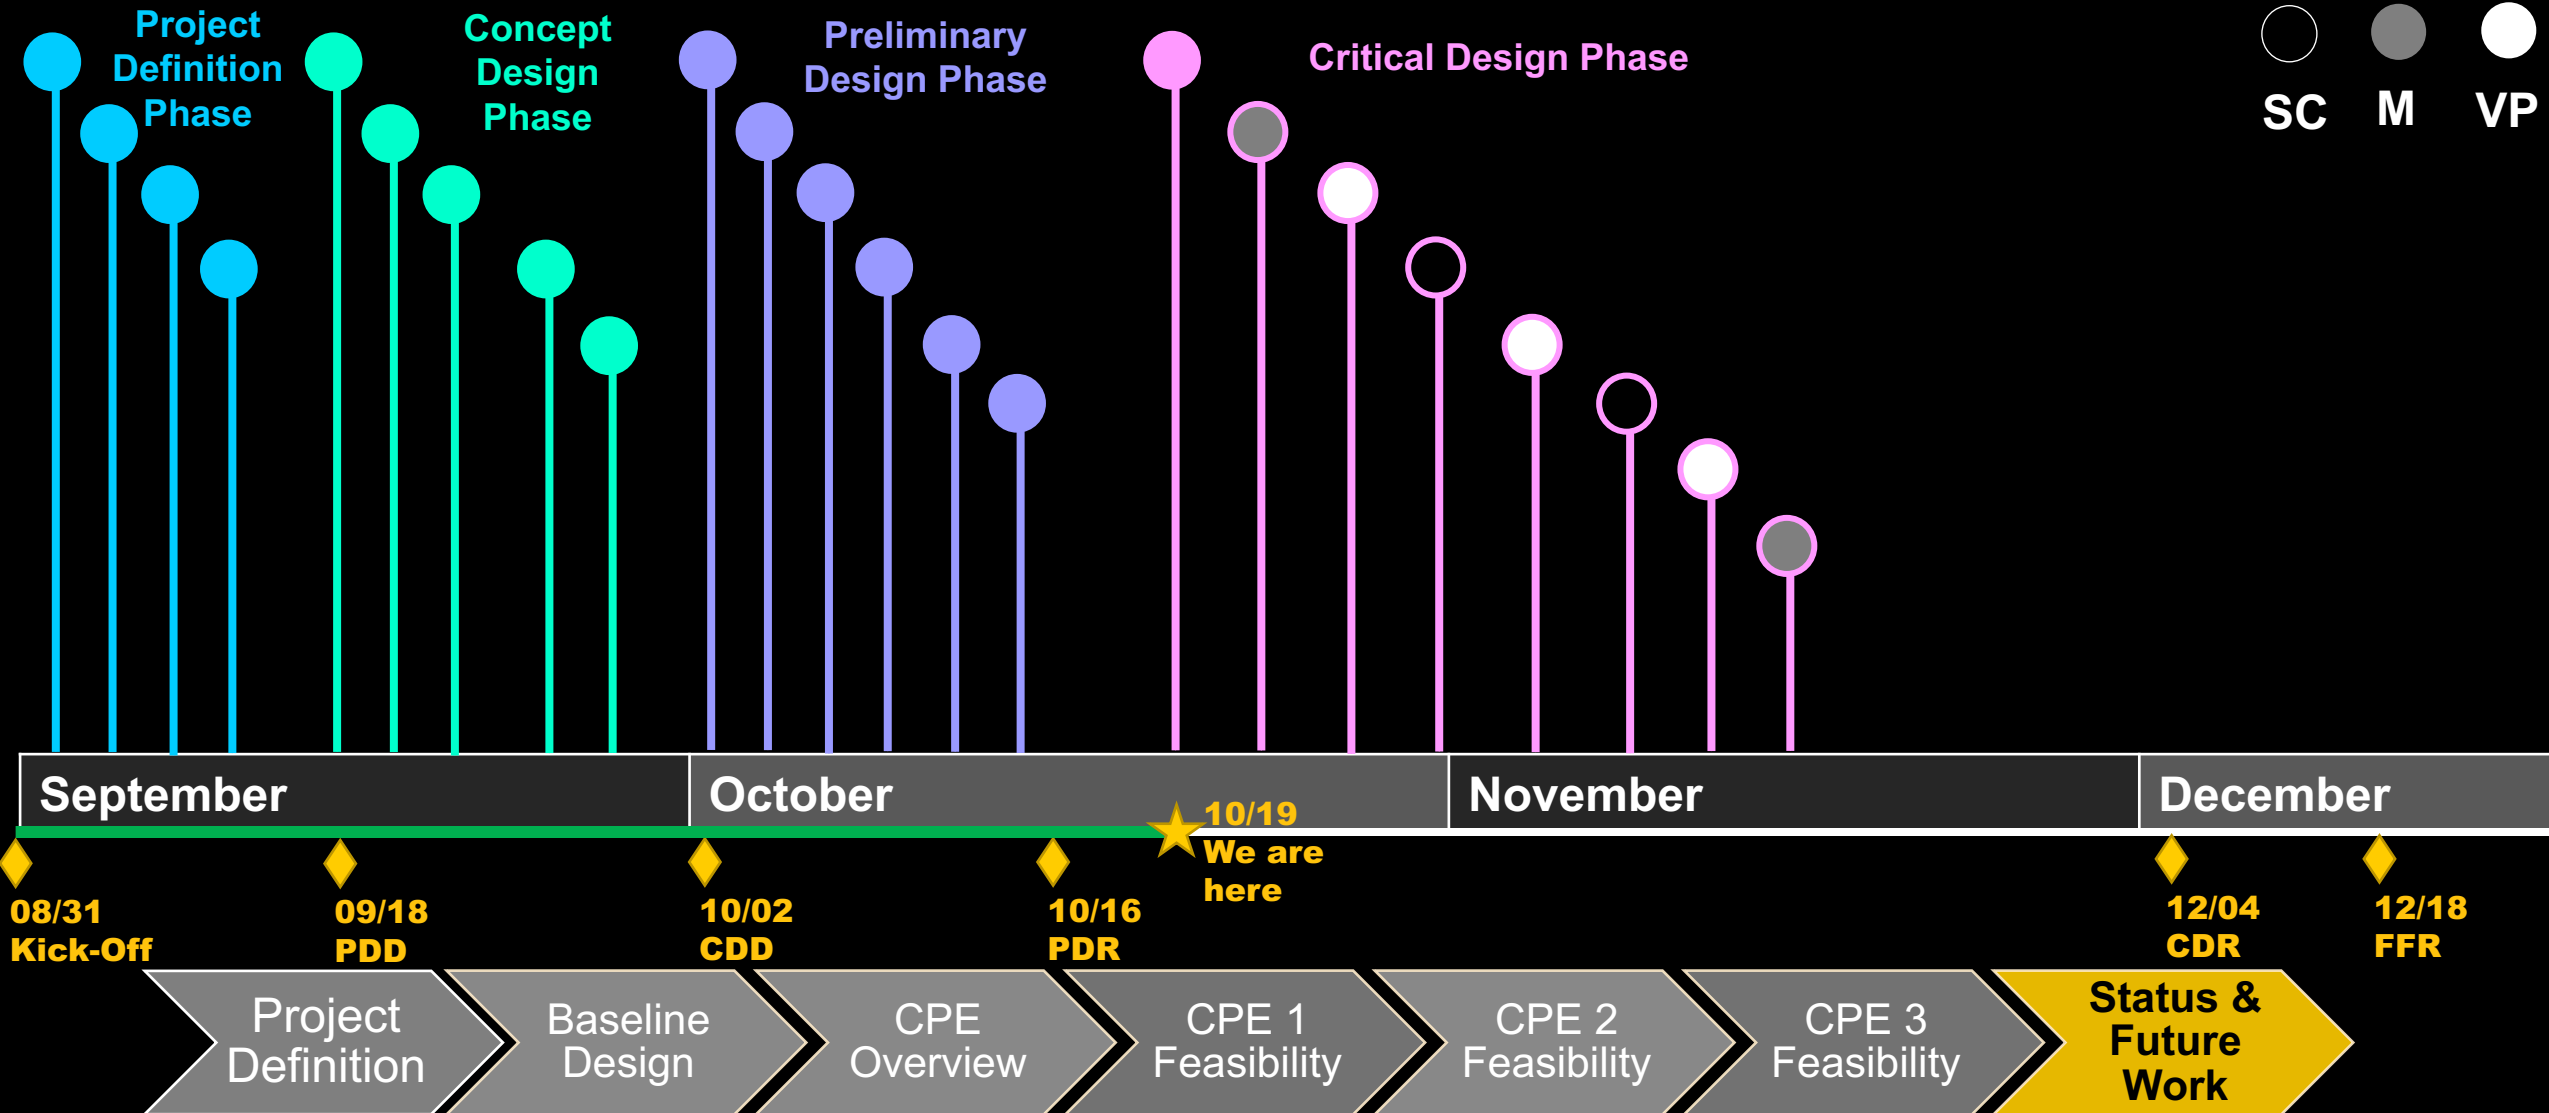 Project
Definition
Phase
Concept
Design
Phase
Preliminary
Design Phase
Critical Design Phase
SC
M
VP
September
October
November
December
10/19
We are
here
08/31
Kick-Off
09/18
PDD
10/02
CDD
10/16
PDR
12/04
CDR
12/18
FFR
Project
Definition
Baseline
Design
CPE
Overview
CPE 1
Feasibility
CPE 2
Feasibility
CPE 3
Feasibility
Status &
Future
Work